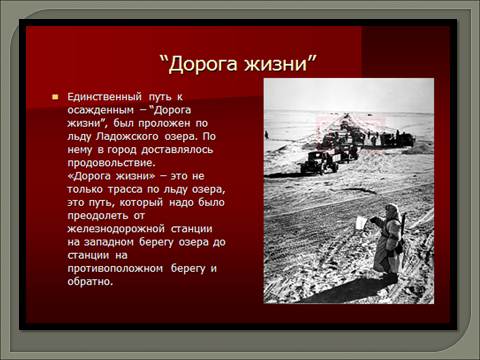 “Дорога жизни”
Единственный путь к
осажденным – “Дорога
жизни”, был проложен по
льду Ладожского озера. По
нему в город доставлялось
продовольствие.
«Дорога жизни» – это не
только трасса по льду озера,
это путь, который надо было
преодолеть от
железнодорожной станции
на западном берегу озера до
станции на
противоположном берегу и
обратно.